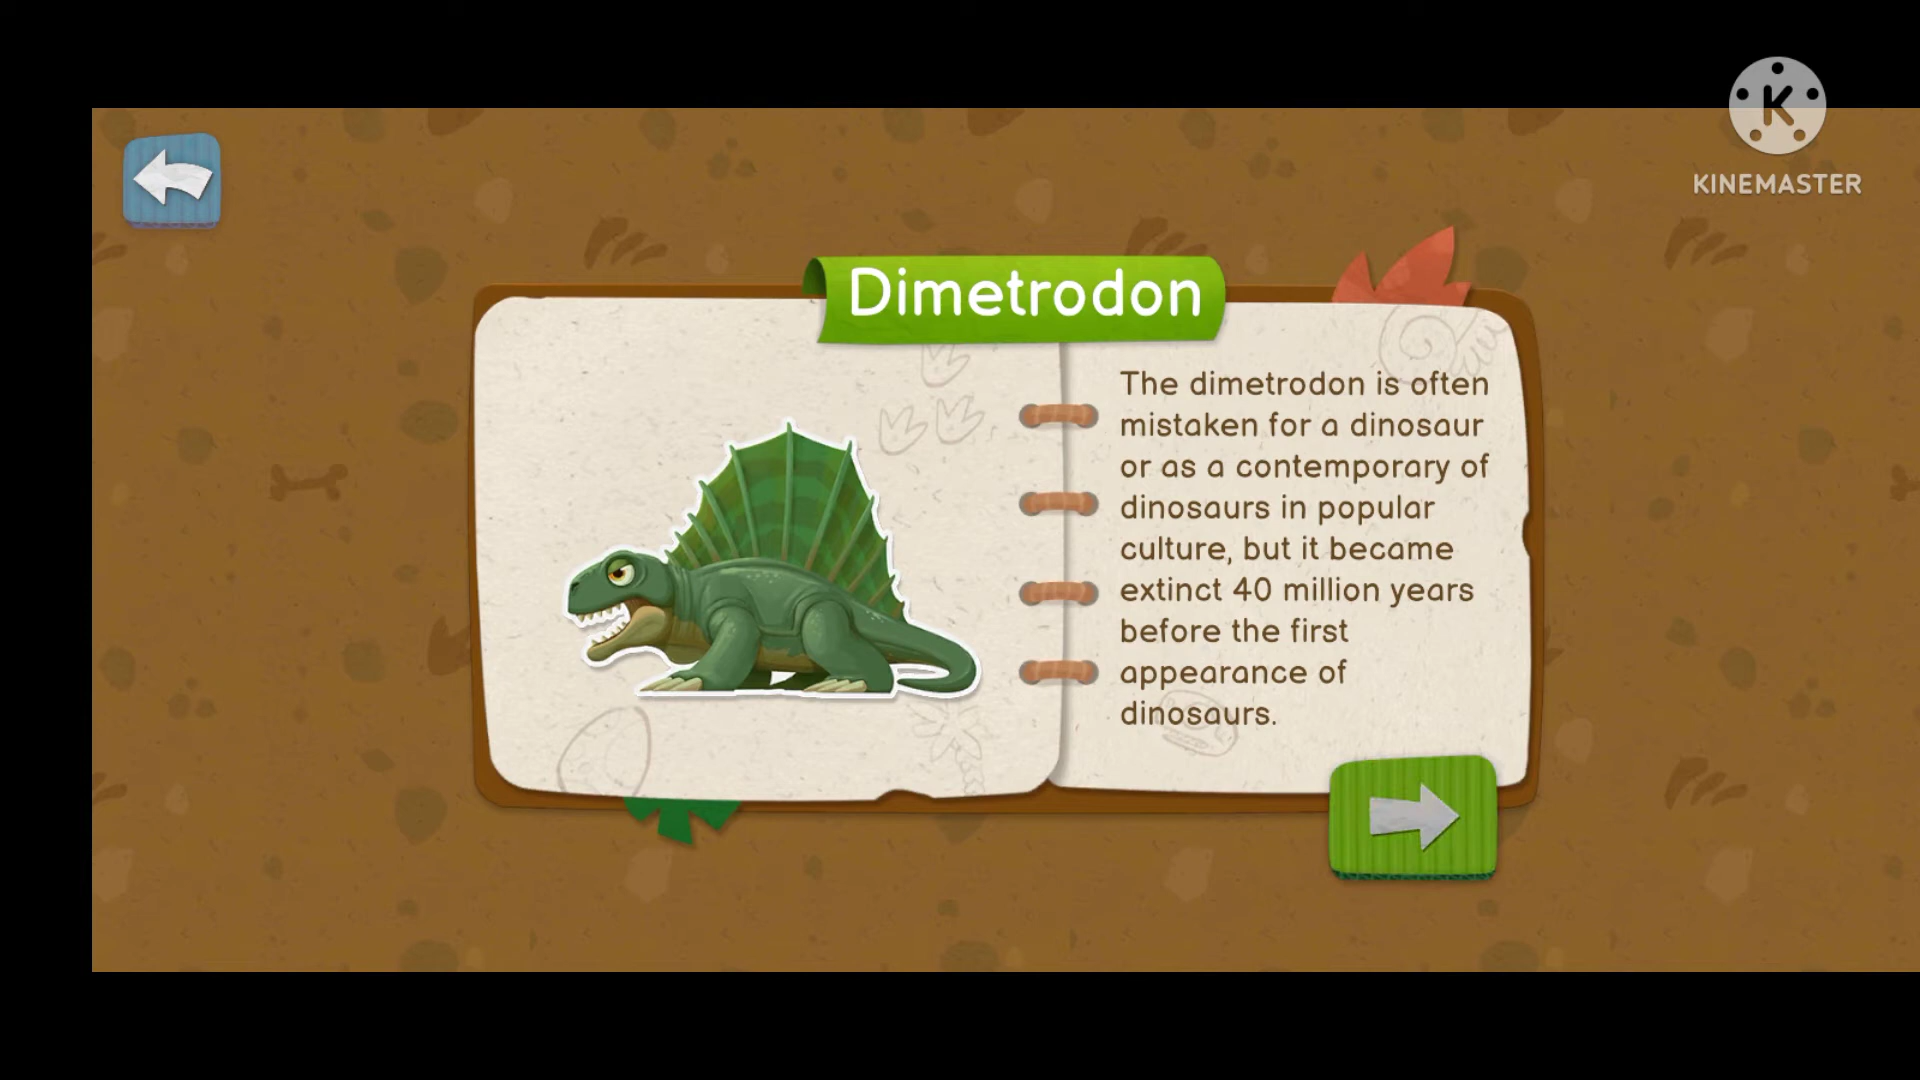 K
KINEMASTER
Dimetrodon
The dimetrodon is often
mistaken for a dinosaur
or as a contemporary of
dinosaurs in popular
culture, but it became
extinct 40 million years
before the first
appearance of
dinosaurs.